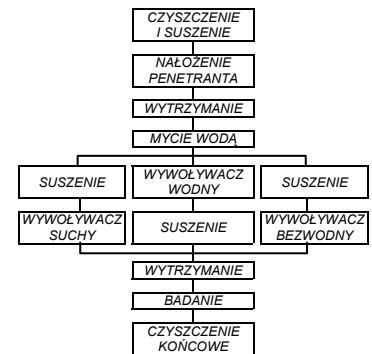 CZYSZCZENIE
I SUSZENIE
NAŁOŻENIE
PENETRANTA
WYTRZYMANIE
MYCIE WODĄ
SUSZENIE
WYWOŁYWACZ
WODNY
SUSZENIE
WYWOŁYWACZ
SUCHY
SUSZENIE
WYWOŁYWACZ
BEZWODNY
WYTRZYMANIE
BADANIE
CZYSZCZENIE
KOŃCOWE